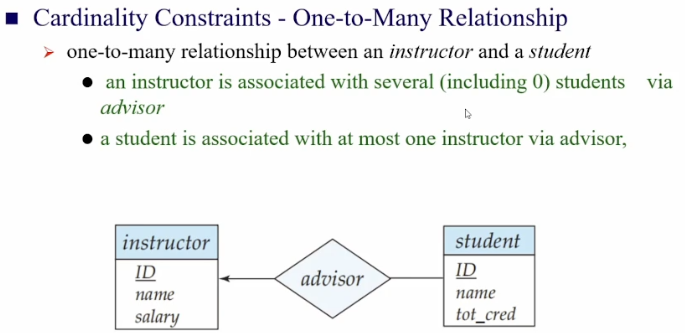 Cardinality Constraints - One-to-Many Relationship
one-to-many relationship between an instructor and a student
an instructor is associated with several (including 0) students via
advisor
a student is associated with at most one instructor via advisor,
instructor
ID
name
salary
advisor
student
ID
name
tot_cred